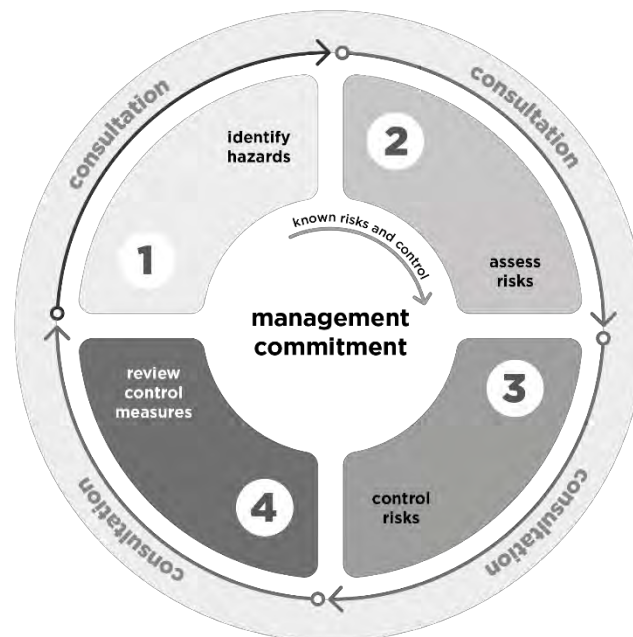 consultation
consultation
identify
hazards
1
2
assess
risks
known risks and control
management
commitment
review
control
measures
4
3
control
risks
consultation
consultation